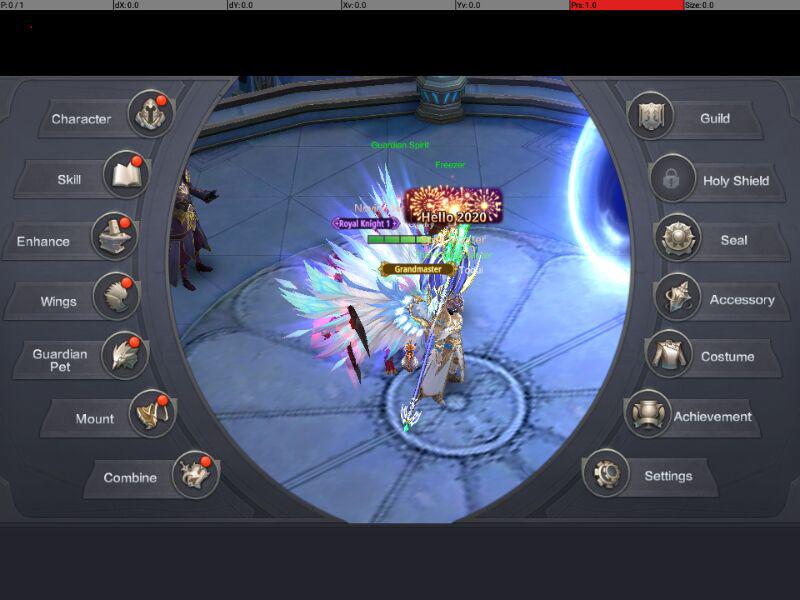 P: 0 / 1 dX: 0.0 dY: 0.0 Xv: 0.0 Yv: 0.0 Prs: 1.0 Size: 0.0
Character
Skill
Enhance
Wings
Guardian
Pet
Mount
Combine
Guardian Spirit
Freezer
Hello 2020
Royal Knight 1
Grandmaster
Guild
Holy Shield
Seal
Accessory
Costume
Achievement
Settings